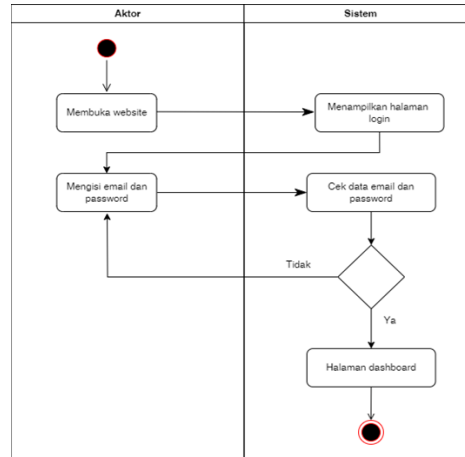 Aktor
Sistem
Membuka website
Menampilkan halaman
login
Mengisi email dan
password
Cek data email dan
password
Tidak
Ya
Halaman dashboard